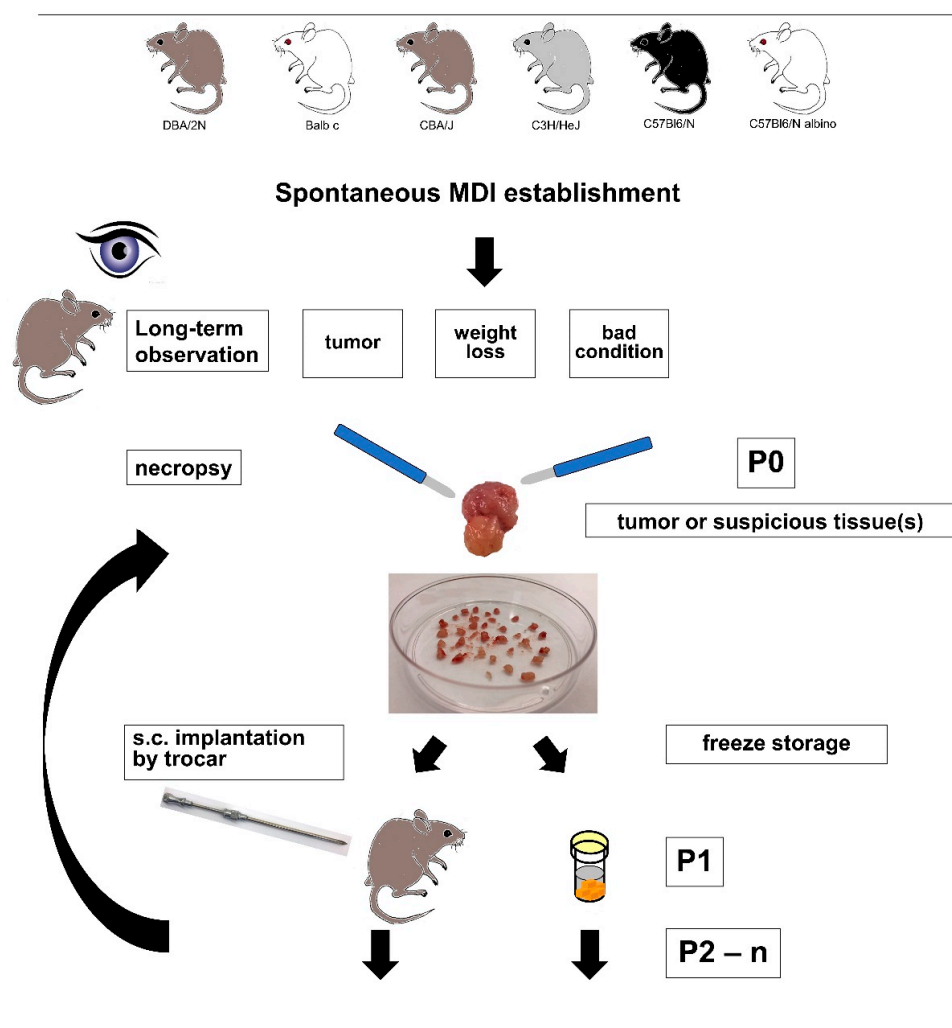 DBA/2N
Balb c
CBA/J
C3H/HeJ
C57Bl6/N
C57Bl6/N albino
Spontaneous MDI establishment
Long-term
observation
tumor
weight
loss
bad
condition
necropsy
P0
tumor or suspicious tissue(s)
s.c. implantation
by trocar
freeze storage
P1
P2 – n